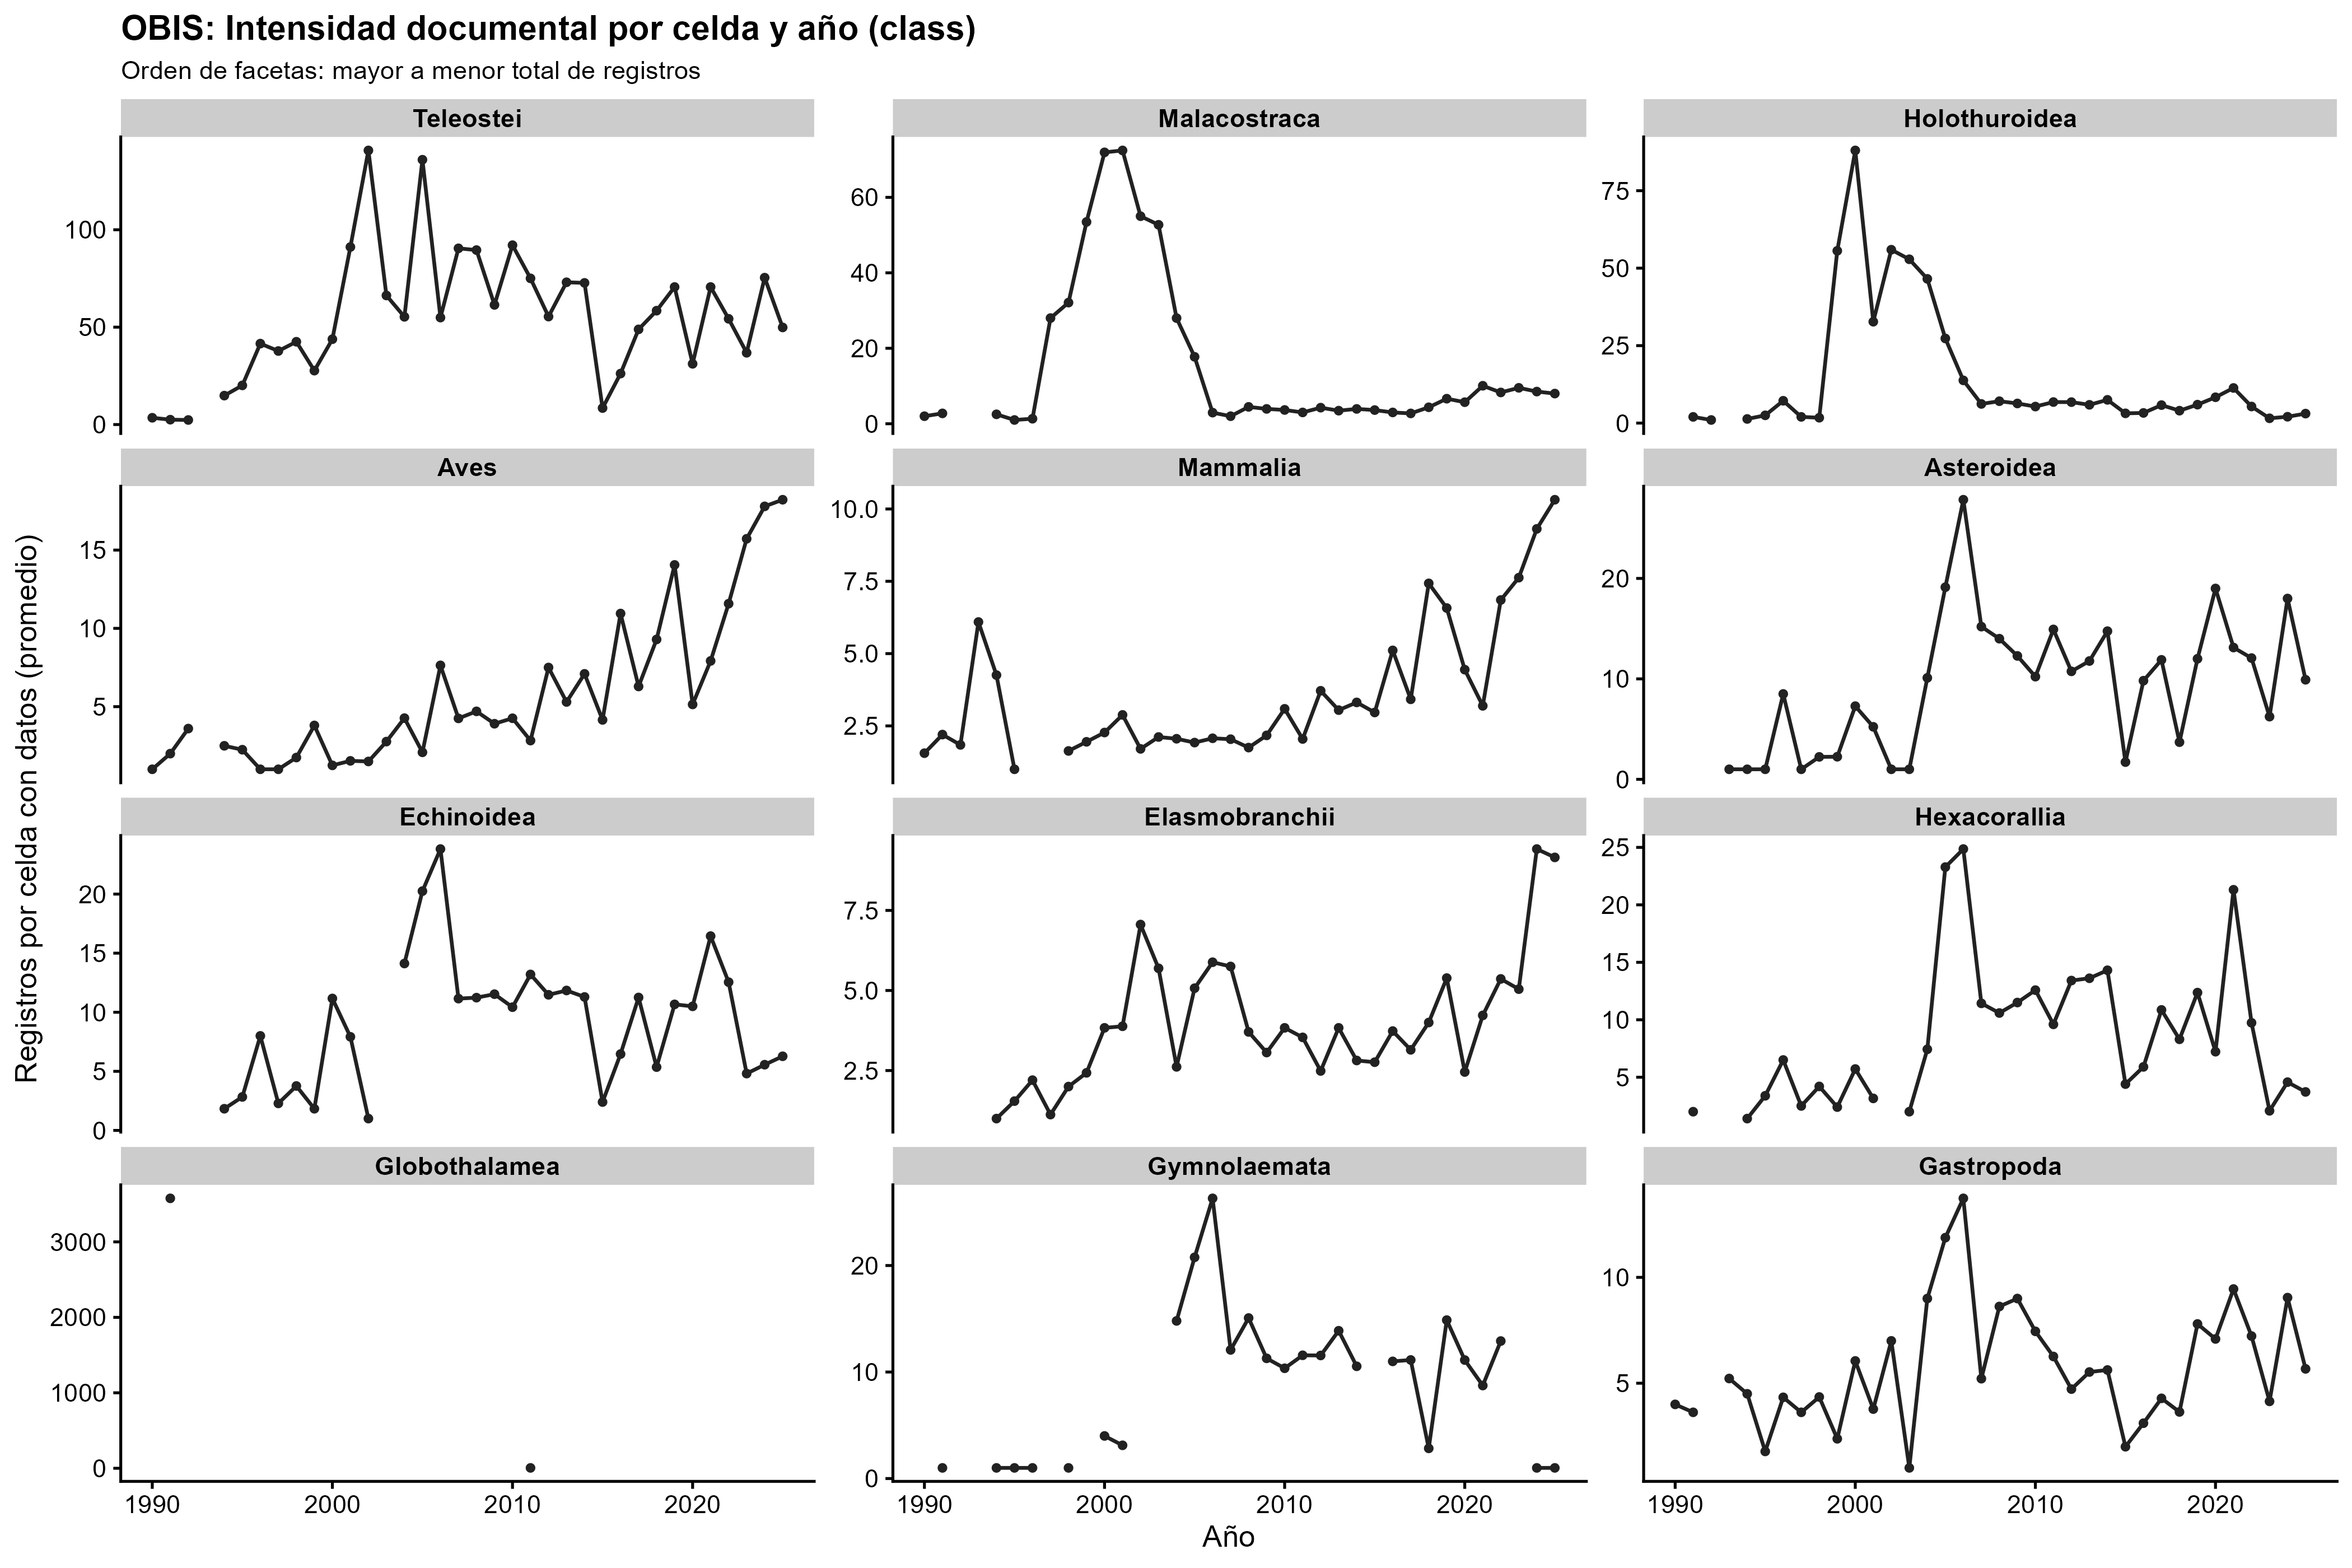 OBIS: Intensidad documental por celda y año (class)
Orden de facetas: mayor a menor total de registros
Teleostei
Malacostraca
Holothuroidea
100
50
0
60
40
20
0
75
50
25
0
Aves
Mammalia
Asteroidea
15
10
5
10.0
7.5
5.0
2.5
20
10
0
Registros por celda con datos (promedio)
Echinoidea
Elasmobranchii
Hexacorallia
20
15
10
5
0
7.5
5.0
2.5
25
20
15
10
5
Globothalamea
Gymnolaemata
Gastropoda
3000
2000
1000
0
20
10
0
10
5
1990 2000 2010 2020
1990 2000 2010 2020
1990 2000 2010 2020
Año